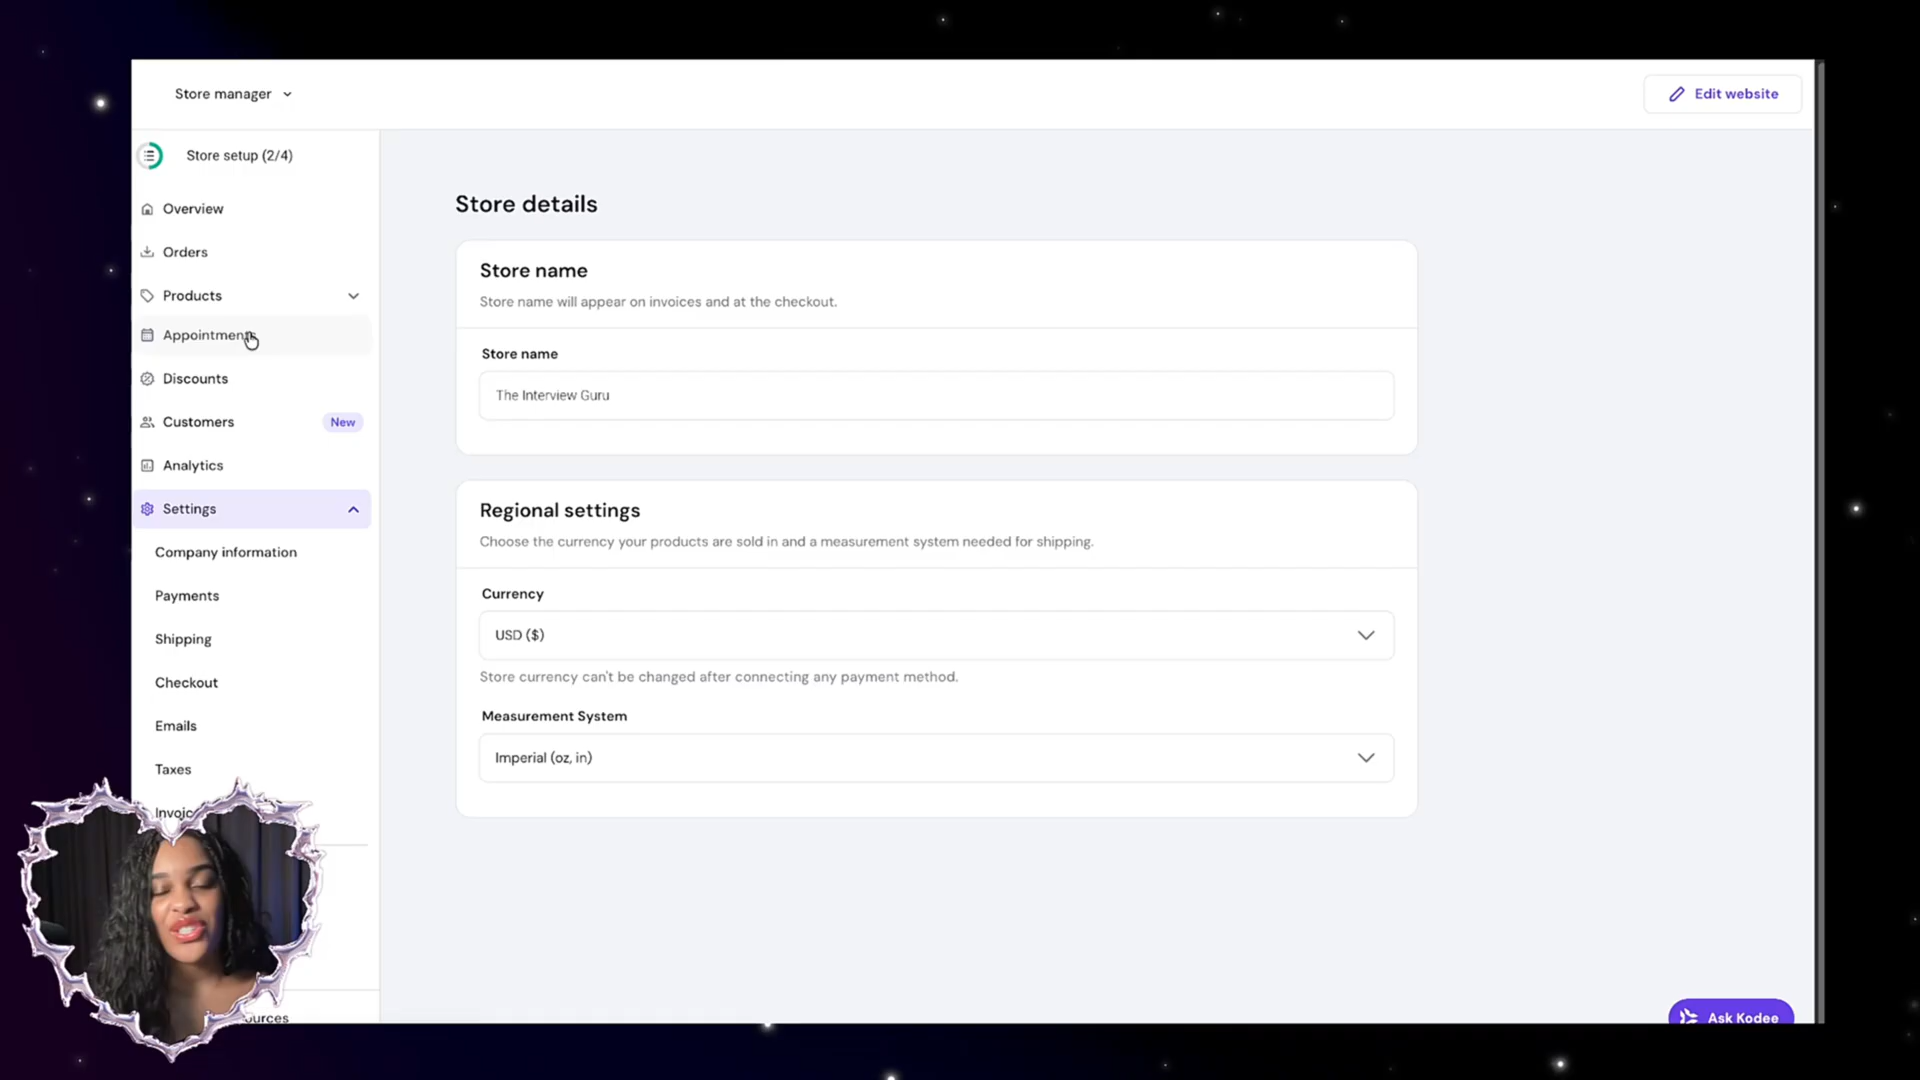 Store manager
Edit website
Store setup (2/4)
Overview
Orders
Products
Appointments
Discounts
Customers
New
Analytics
Settings
Company information
Payments
Shipping
Checkout
Emails
Taxes
Store details
Store name
Store name will appear on invoices and at the checkout.
Store name
The Interview Guru
Regional settings
Choose the currency your products are sold in and a measurement system needed for shipping.
Currency
USD ($)
Store currency can't be changed after connecting any payment method.
Measurement System
Imperial (oz, in)
Ask Kodee